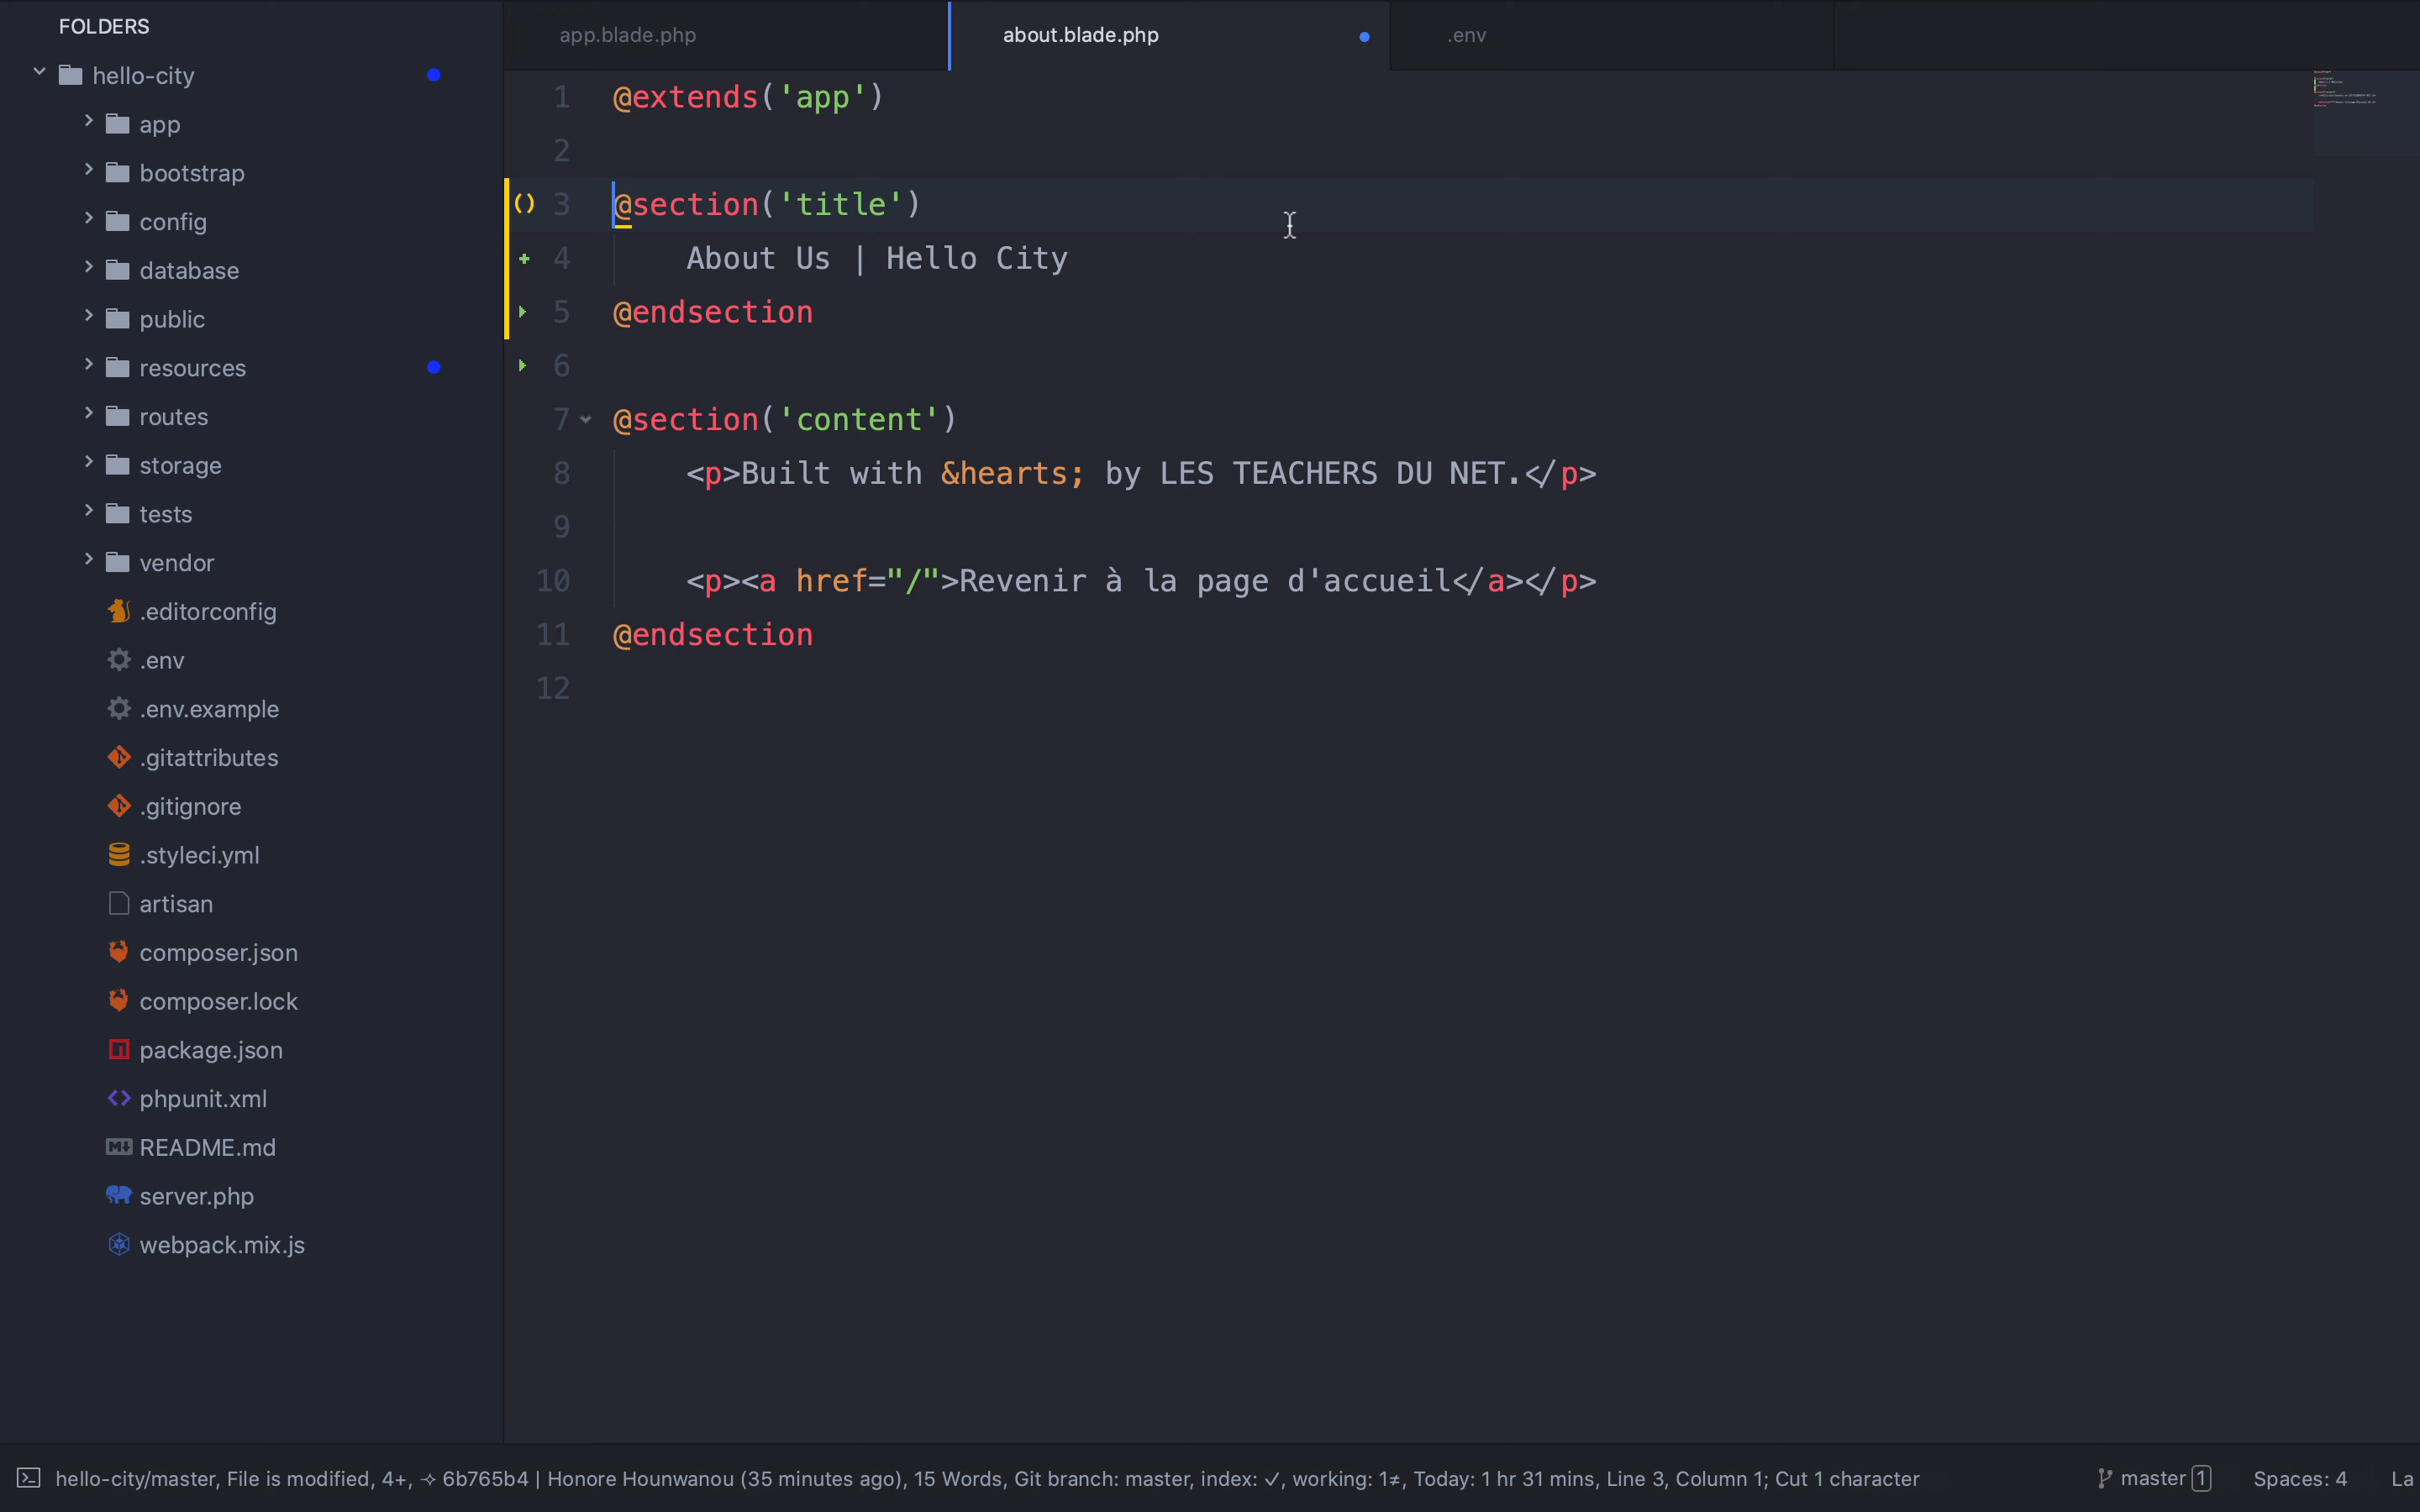 FOLDERS
hello-city
app
bootstrap
config
database
public
resources
routes
storage
tests
vendor
.editorconfig
.env
.env.example
.gitattributes
.gitignore
.styleci.yml
artisan
composer.json
composer.lock
package.json
phpunit.xml
README.md
server.php
webpack.mix.js
app.blade.php
about.blade.php
.env
1 @extends('app')
2
3 @section('title')
4 About Us | Hello City
5 @endsection
6
7 @section('content')
8 <p>Built with &hearts; by LES TEACHERS DU NET.</p>
9
10 <p><a href="/">Revenir à la page d'accueil</a></p>
11 @endsection
12
hello-city/master, File is modified, 4+, ⟢ 6b765b4 | Honore Hounwanou (35 minutes ago), 15 Words, Git branch: master, index: ✓, working: 1≠, Today: 1 hr 31 mins, Line 3, Column 1; Cut 1 character
master 1
Spaces: 4
La